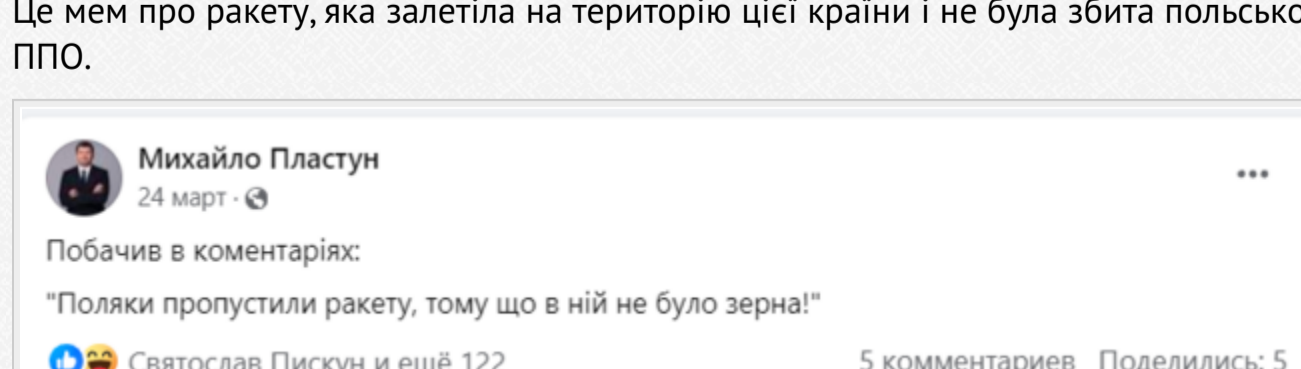 Це мем про ракету, яка залетіла на територію цієї країни і не була збита польсько
ППО.
Михайло Пластун
24 март ·
Побачив в коментаріях:
"Поляки пропустили ракету, тому що в ній не було зерна!"
Святослав Пискун и ещё 122
5 комментариев Поделились: 5